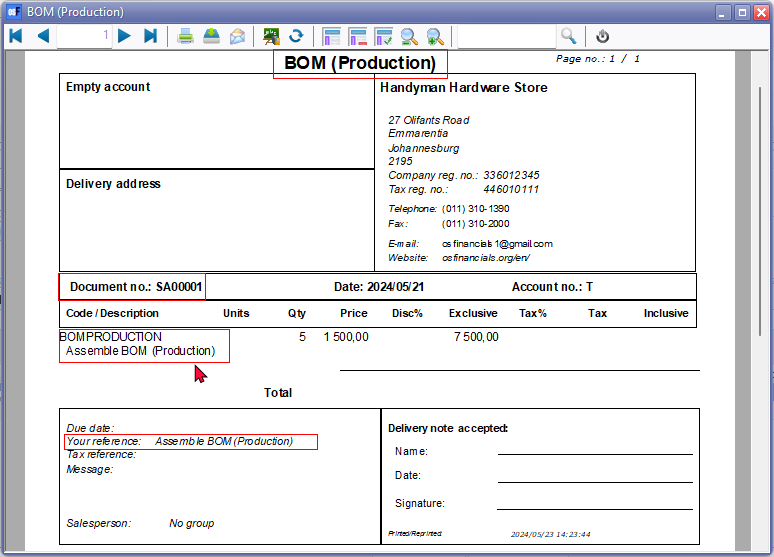 BOM (Production)
1
BOM (Production)
Page no.: 1 / 1
Empty account
Handyman Hardware Store
27 Olifants Road
Emmarentia
Johannesburg
2195
Company reg. no.: 336012345
Tax reg. no.: 446010111
Telephone: (011) 310-1390
Fax: (011) 310-2000
E-mail: osfinancials1@gmail.com
Website: osfinancials.org/en/
Delivery address
Document no.: SA00001 Date: 2024/05/21 Account no.: T
Code / Description Units Qty Price Disc% Exclusive Tax% Tax Inclusive
BOMPRODUCTION 5 1 500,00 7 500,00
Assemble BOM (Production)
Total
Due date:
Your reference: Assemble BOM (Production)
Tax reference:
Message:
Salesperson: No group
Delivery note accepted:
Name:
Date:
Signature:
Printed/Reprinted: 2024/05/23 14:23:44